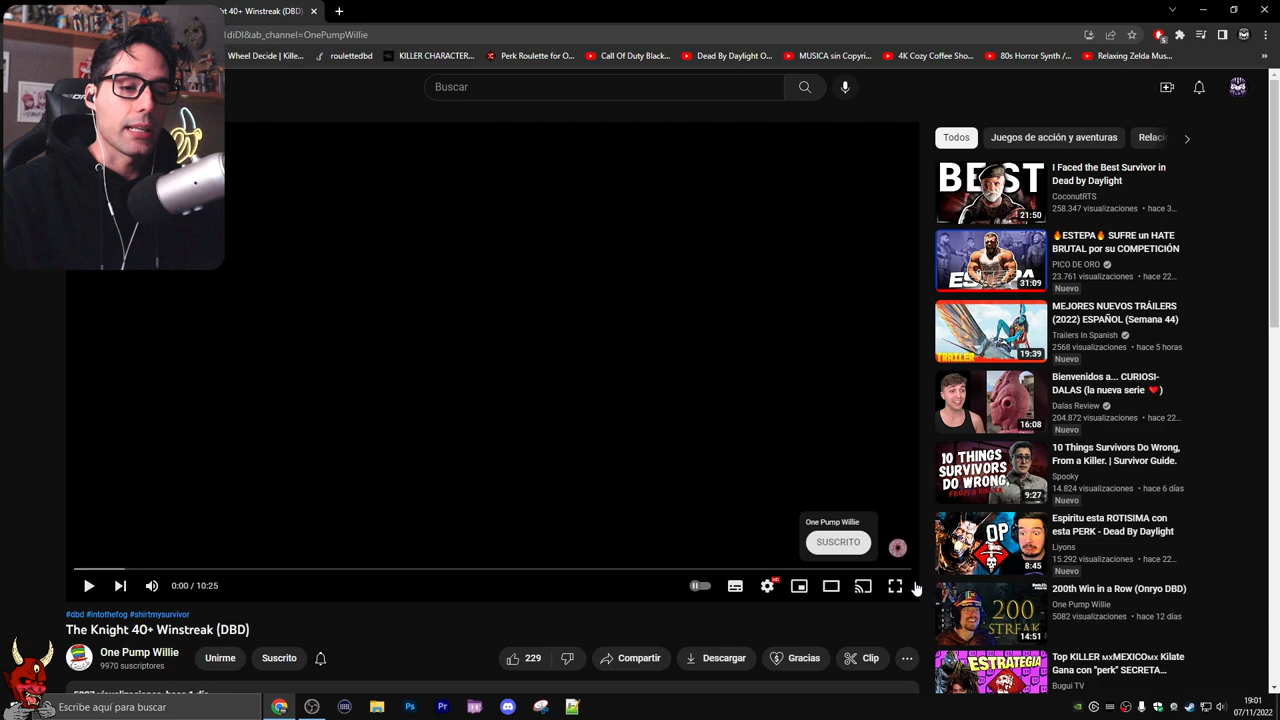 ht 40+ Winstreak (DBD)
IdiDI&ab_channel=OnePumpWillie
Wheel Decide | Kille...
roulettedbd
KILLER CHARACTER...
Perk Roulette for D...
Call Of Duty Black...
Dead By Daylight O...
MUSICA sin Copyri...
4K Cozy Coffee Sho...
80s Horror Synth /...
Relaxing Zelda Mus...
Buscar
Todos
Juegos de acción y aventuras
Relacic
BEST
21:50
I Faced the Best Survivor in
Dead by Daylight
CoconutRTS
258.347 visualizaciones • hace 3...
31:09
🔥ESTEPA🔥 SUFRE un HATE
BRUTAL por su COMPETICIÓN
PICO DE ORO
23.761 visualizaciones • hace 22...
Nuevo
TRAILER
19:39
MEJORES NUEVOS TRÁILERS
(2022) ESPAÑOL (Semana 44)
Trailers In Spanish
2568 visualizaciones • hace 5 horas
Nuevo
16:08
Bienvenidos a... CURIOSI-
DALAS (la nueva serie ❤️)
Dalas Review
204.872 visualizaciones • hace 22...
Nuevo
10 THINGS
SURVIVORS
DO WRONG,
FROM A KILLER
9:27
10 Things Survivors Do Wrong,
From a Killer. | Survivor Guide.
Spooky
14.824 visualizaciones • hace 6 días
Nuevo
OP
8:45
Espiritu esta ROTISIMA con
esta PERK - Dead By Daylight
Liyons
15.292 visualizaciones • hace 22...
Nuevo
200
STREAK
14:51
200th Win in a Row (Onryo DBD)
One Pump Willie
5082 visualizaciones • hace 12 días
ESTRATEGIA
Top KILLER ᴍxMEXICOᴍx Kilate
Gana con "perk" SECRETA...
Bugui TV
One Pump Willie
SUSCRITO
0:00 / 10:25
HD
#dbd #intothefog #shirtmysurvivor
The Knight 40+ Winstreak (DBD)
One Pump Willie
9970 suscriptores
Unirme
Suscrito
279
Compartir
Descargar
Gracias
Clip
Escribe aquí para buscar
Ps
Pr
19:01
07/11/2022